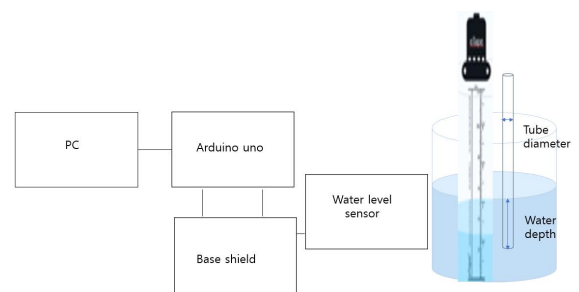 PC
Arduino uno
Base shield
Water level
sensor
Tube
diameter
Water
depth